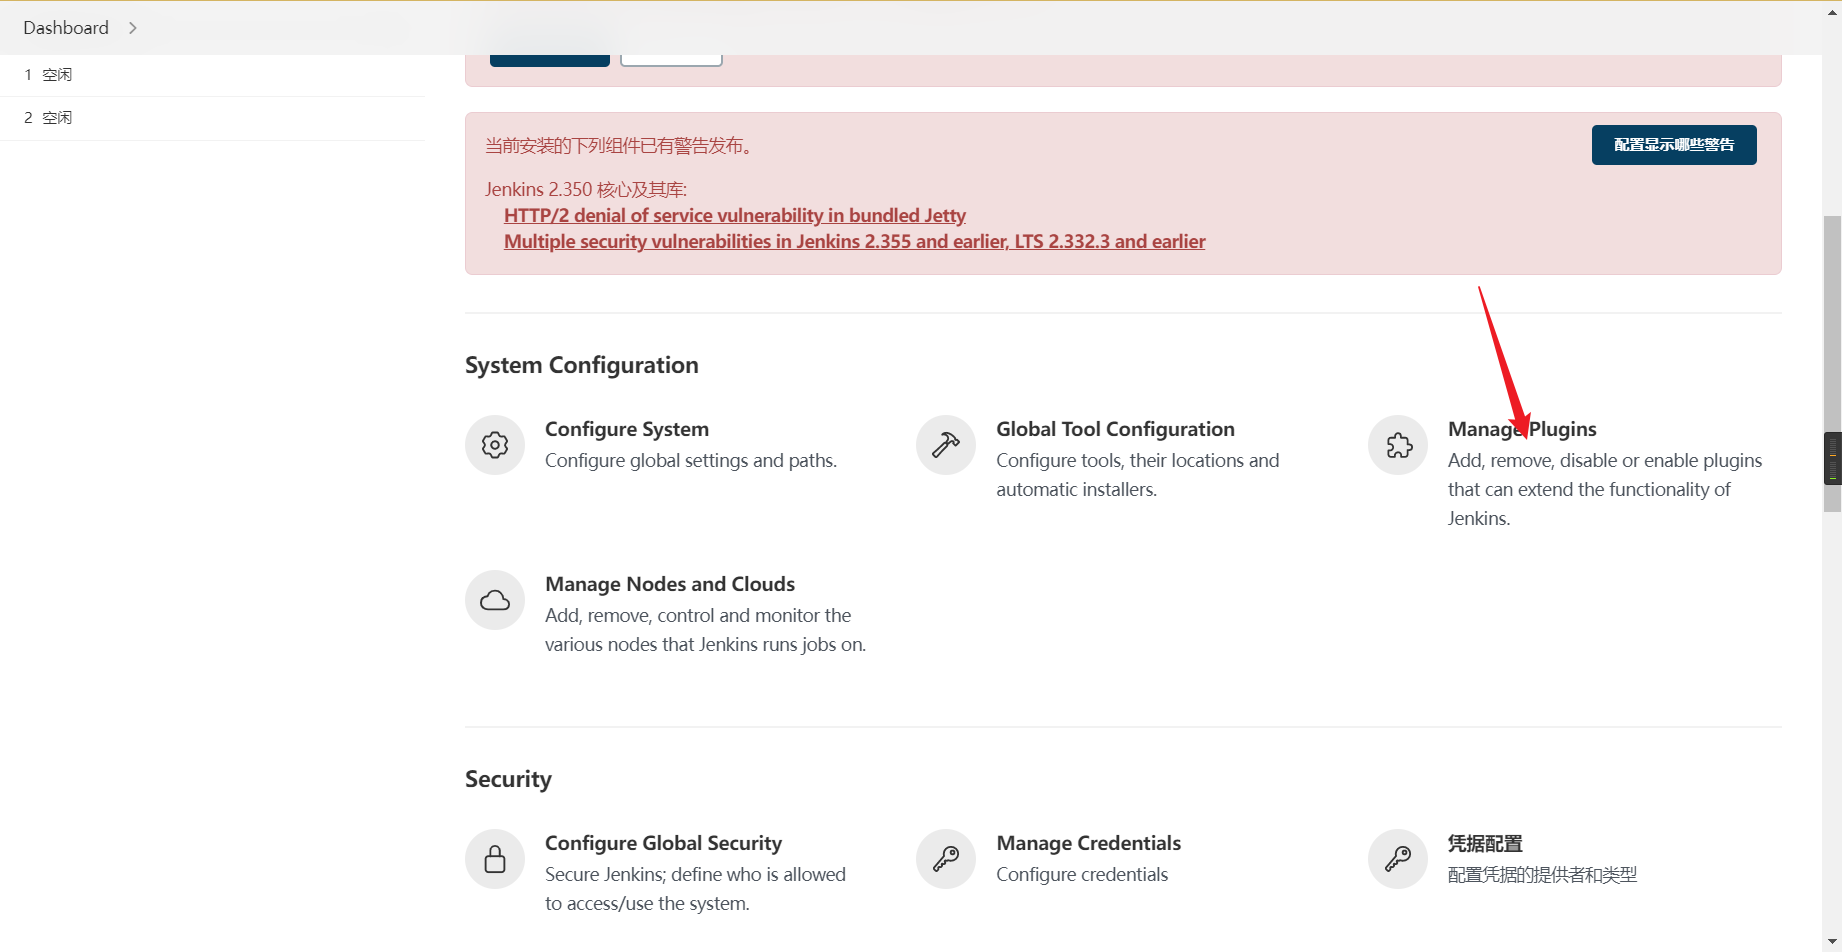 Dashboard
1 空闲
2 空闲
当前安装的下列组件已有警告发布。
配置显示哪些警告
Jenkins 2.350 核心及其库:
HTTP/2 denial of service vulnerability in bundled Jetty
Multiple security vulnerabilities in Jenkins 2.355 and earlier, LTS 2.332.3 and earlier
System Configuration
Configure System
Configure global settings and paths.
Global Tool Configuration
Configure tools, their locations and
automatic installers.
Manage Plugins
Add, remove, disable or enable plugins
that can extend the functionality of
Jenkins.
Manage Nodes and Clouds
Add, remove, control and monitor the
various nodes that Jenkins runs jobs on.
Security
Configure Global Security
Secure Jenkins; define who is allowed
to access/use the system.
Manage Credentials
Configure credentials
凭据配置
配置凭据的提供者和类型